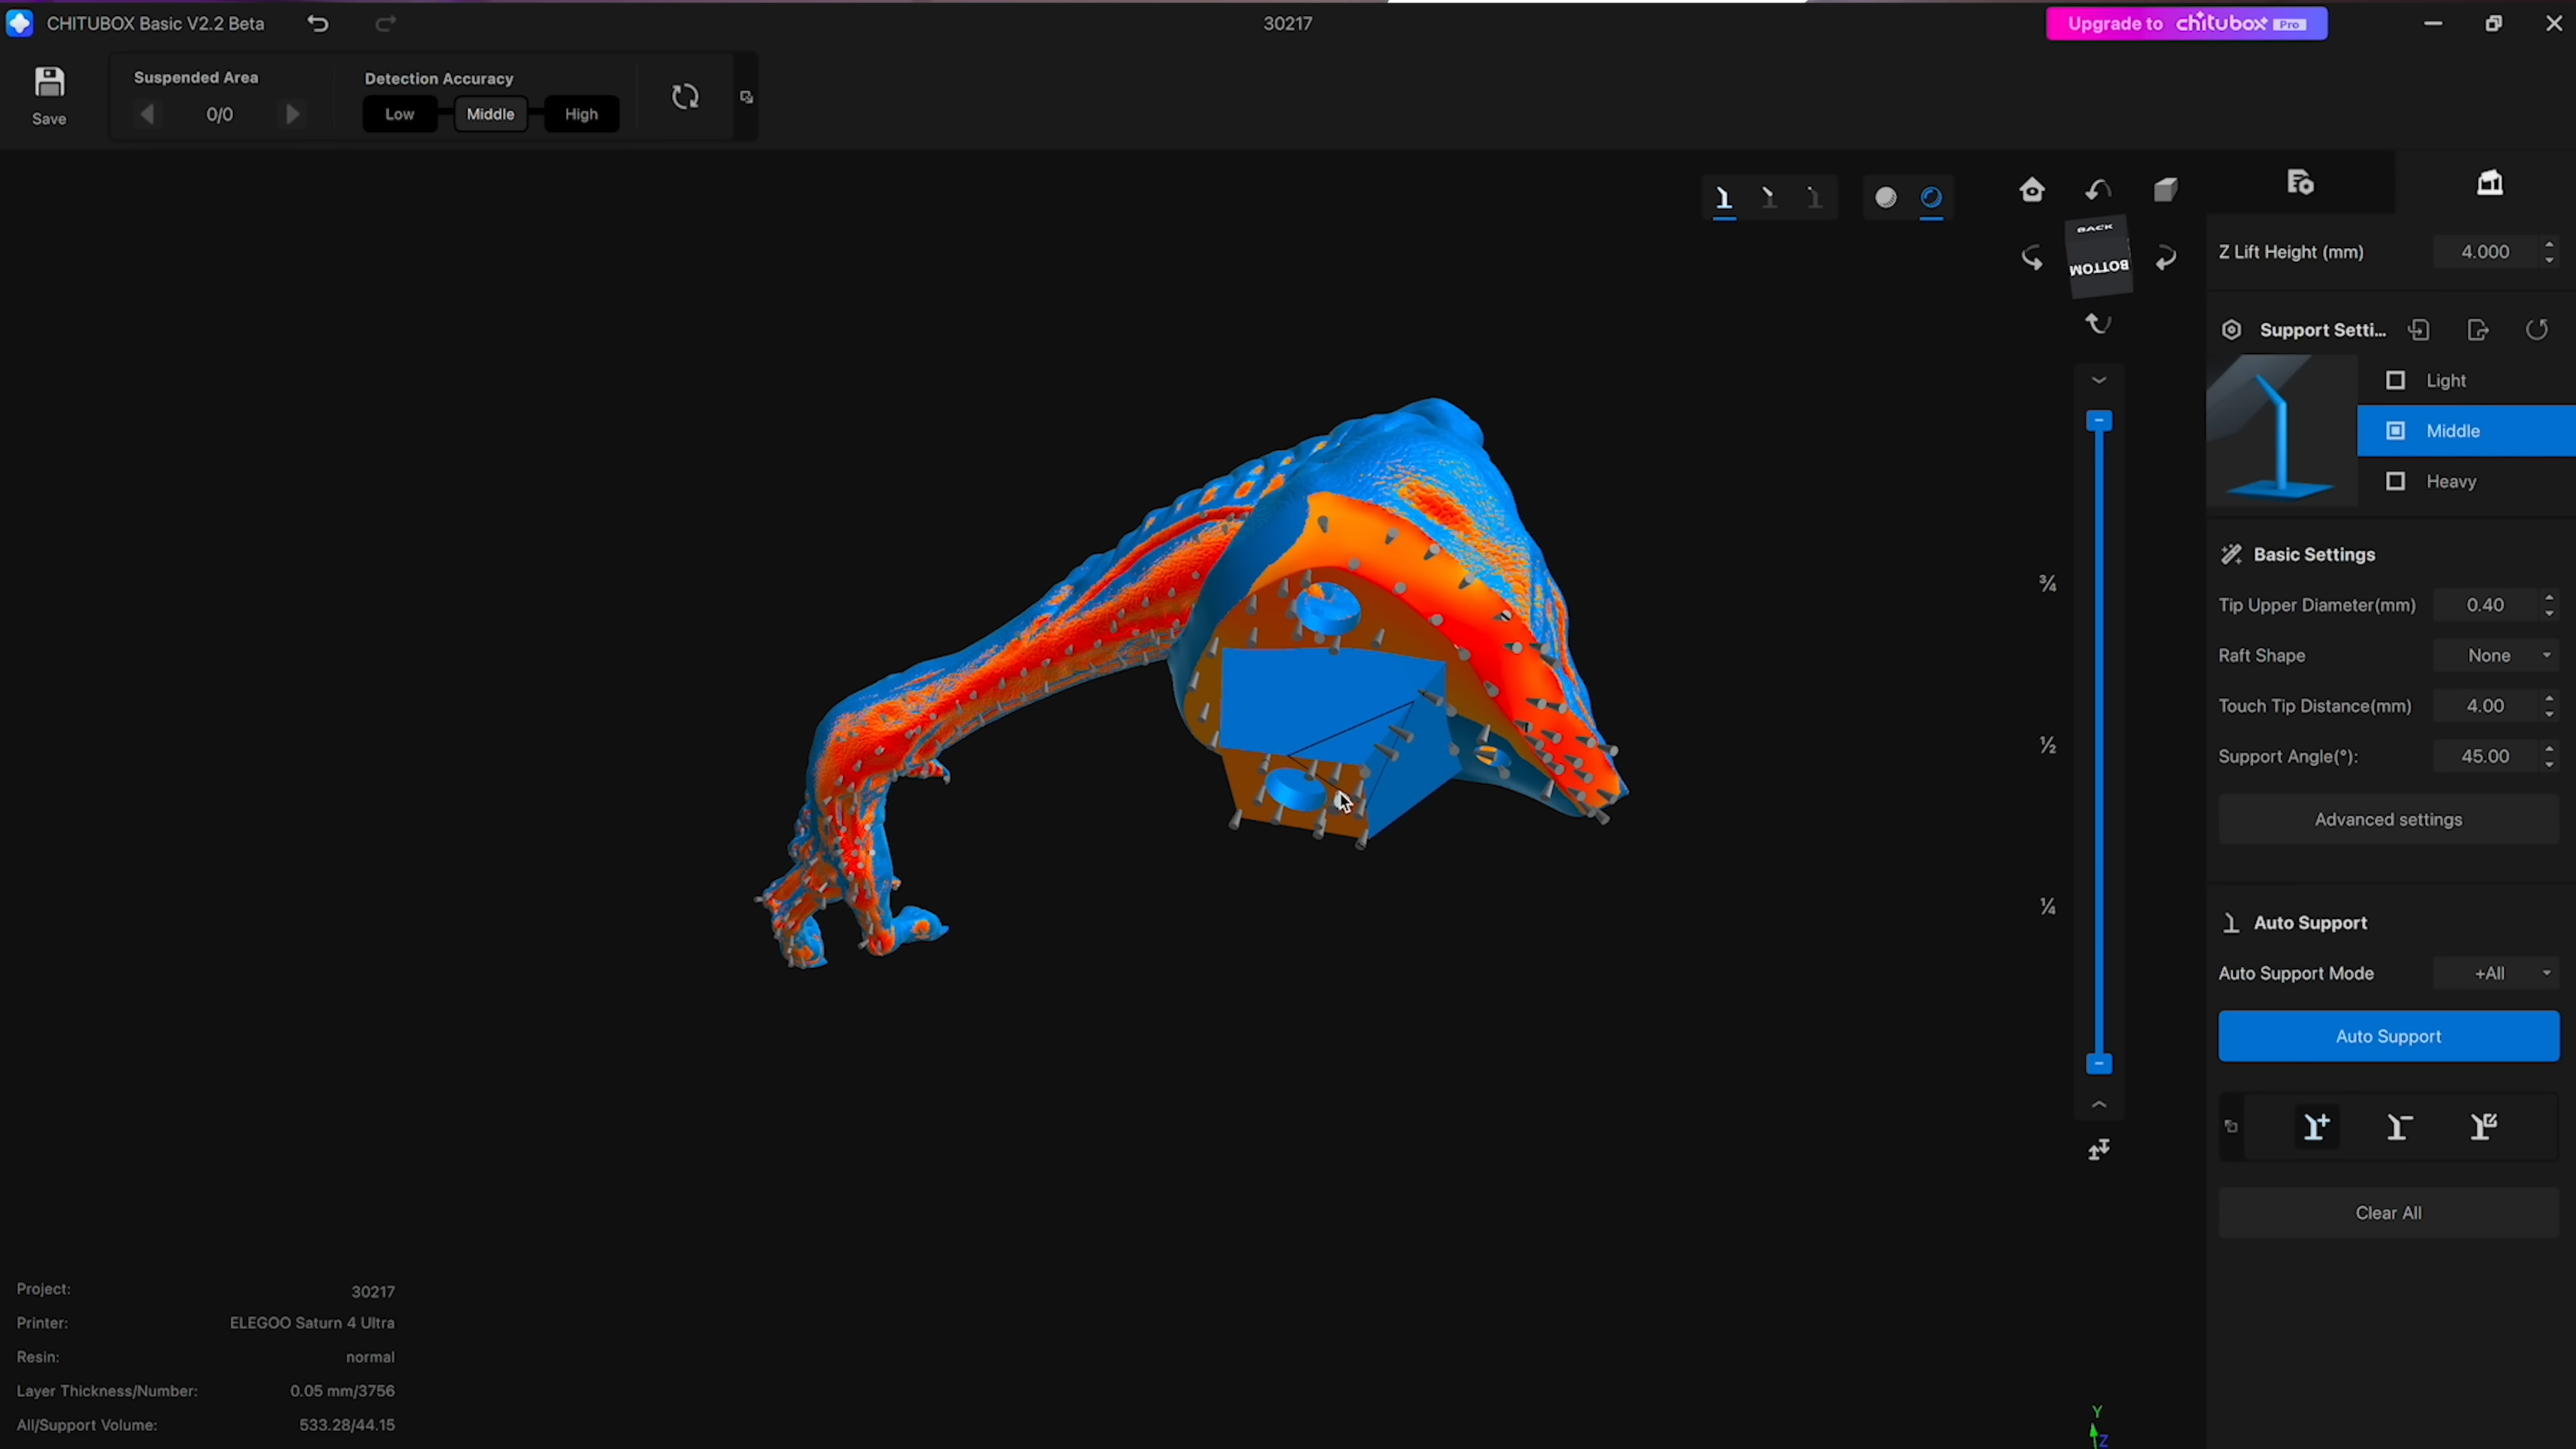 CHITUBOX Basic V2.2 Beta
30217
Upgrade to chitubox Pro
Save
Suspended Area
0/0
Detection Accuracy
Low
Middle
High
BACK
BOTTOM
¾
½
¼
Z Lift Height (mm)
4.000
Support Setti...
Light
Middle
Heavy
Basic Settings
Tip Upper Diameter(mm)
0.40
Raft Shape
None
Touch Tip Distance(mm)
4.00
Support Angle(°):
45.00
Advanced settings
Auto Support
Auto Support Mode
+All
Auto Support
Clear All
Project:
30217
Printer:
ELEGOO Saturn 4 Ultra
Resin:
normal
Layer Thickness/Number:
0.05 mm/3756
All/Support Volume:
533.28/44.15
Y
Z